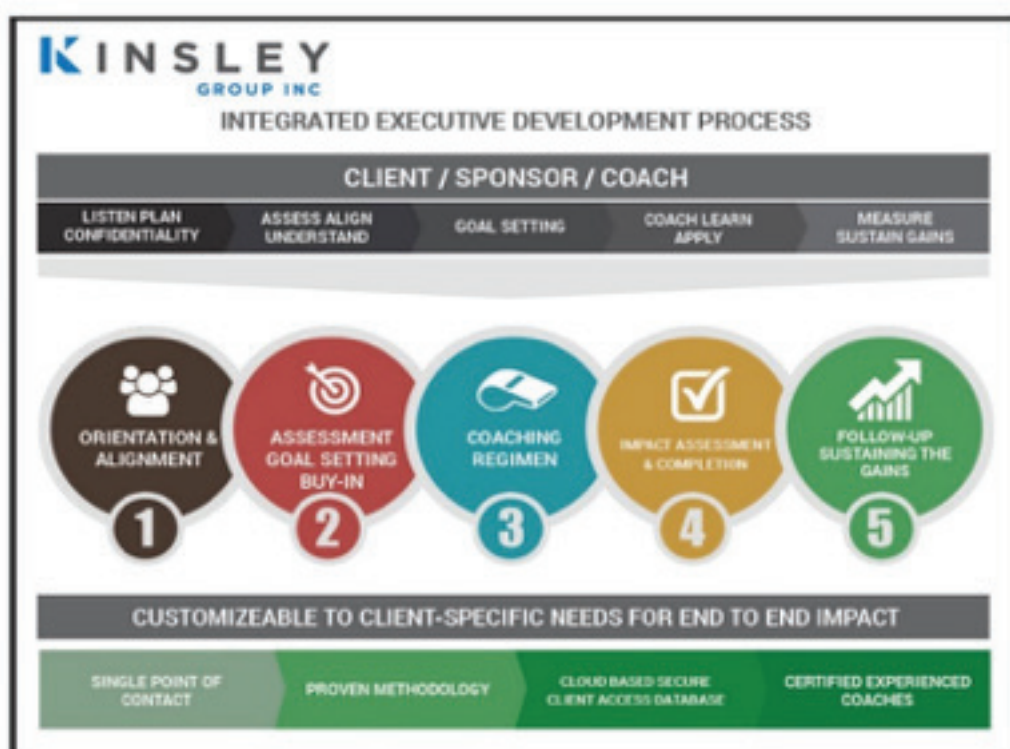 KINSLEY
GROUP INC
INTEGRATED EXECUTIVE DEVELOPMENT PROCESS
CLIENT / SPONSOR / COACH
LISTEN PLAN
CONFIDENTIALITY
ASSESS ALIGN
UNDERSTAND
GOAL SETTING
COACH LEARN
APPLY
MEASURE
SUSTAIN GAINS
ORIENTATION &
ALIGNMENT
1
ASSESSMENT
GOAL SETTING
BUY-IN
2
COACHING
REGIMEN
3
IMPACT ASSESSMENT
& COMPLETION
4
FOLLOW-UP
SUSTAINING THE
GAINS
5
CUSTOMIZEABLE TO CLIENT-SPECIFIC NEEDS FOR END TO END IMPACT
SINGLE POINT OF
CONTACT
PROVEN METHODOLOGY
CLOUD BASED SECURE
CLIENT ACCESS DATABASE
CERTIFIED EXPERIENCED
COACHES